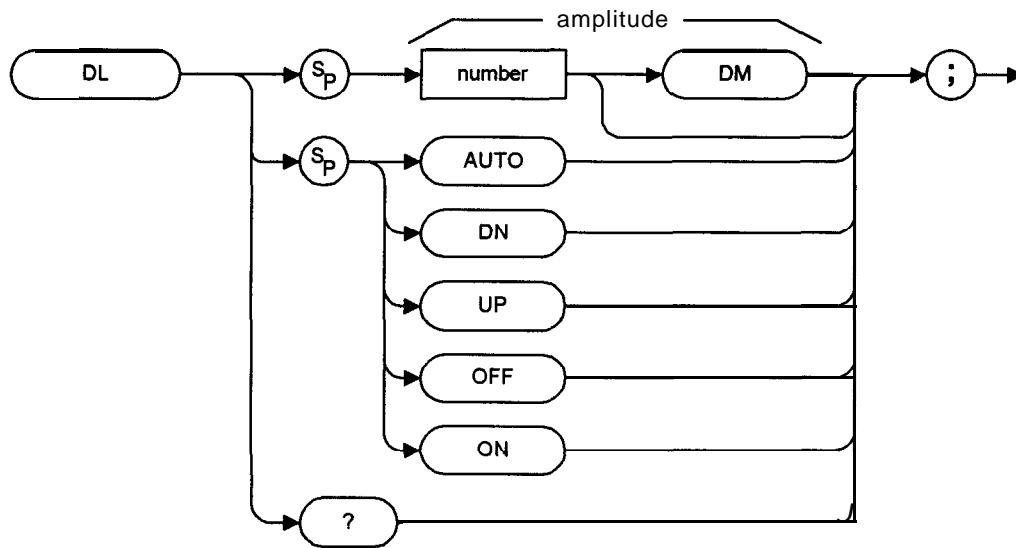 amplitude
DL
SP
number
DM
;
SP
AUTO
DN
UP
OFF
ON
?